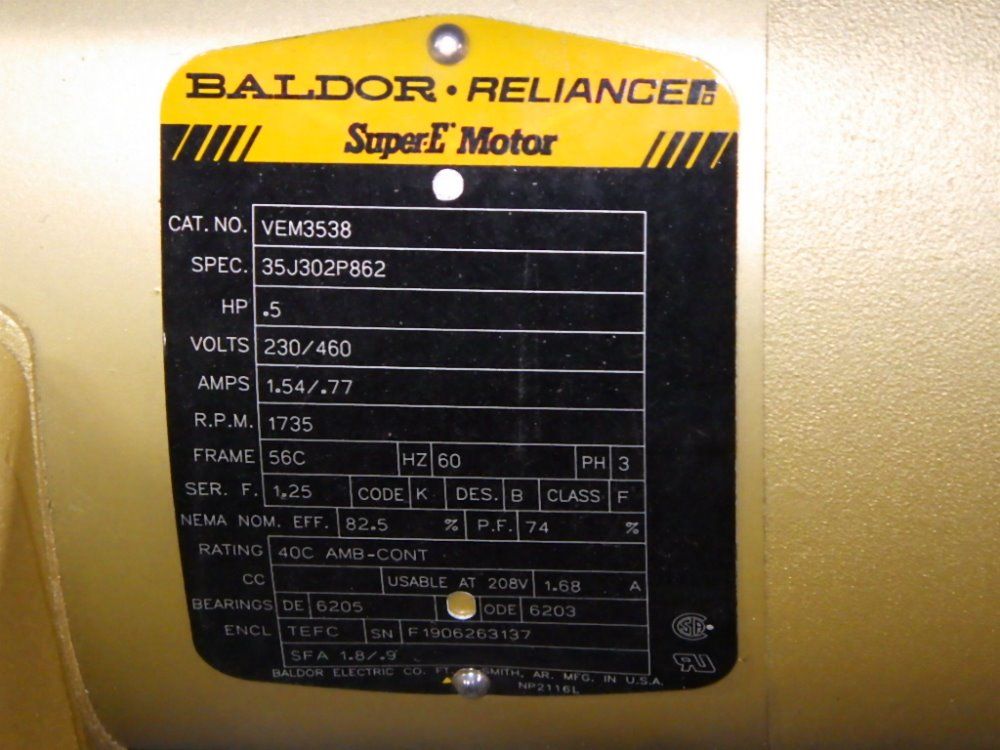 BALDOR • RELIANCE
Super-E Motor
CAT. NO. VEM3538
SPEC. 35J302P862
HP .5
VOLTS 230/460
AMPS 1.54/.77
R.P.M. 1735
FRAME 56C HZ 60 PH 3
SER. F. 1.25 CODE K DES. B CLASS F
NEMA NOM. EFF. 82.5 % P.F. 74 %
RATING 40C AMB-CONT
CC USABLE AT 208V 1.68 A
BEARINGS DE 6205 ODE 6203
ENCL TEFC SN F1906263137
SFA 1.8/.9
BALDOR ELECTRIC CO. FT. SMITH, AR. MFG. IN U.S.A.
NP2116L